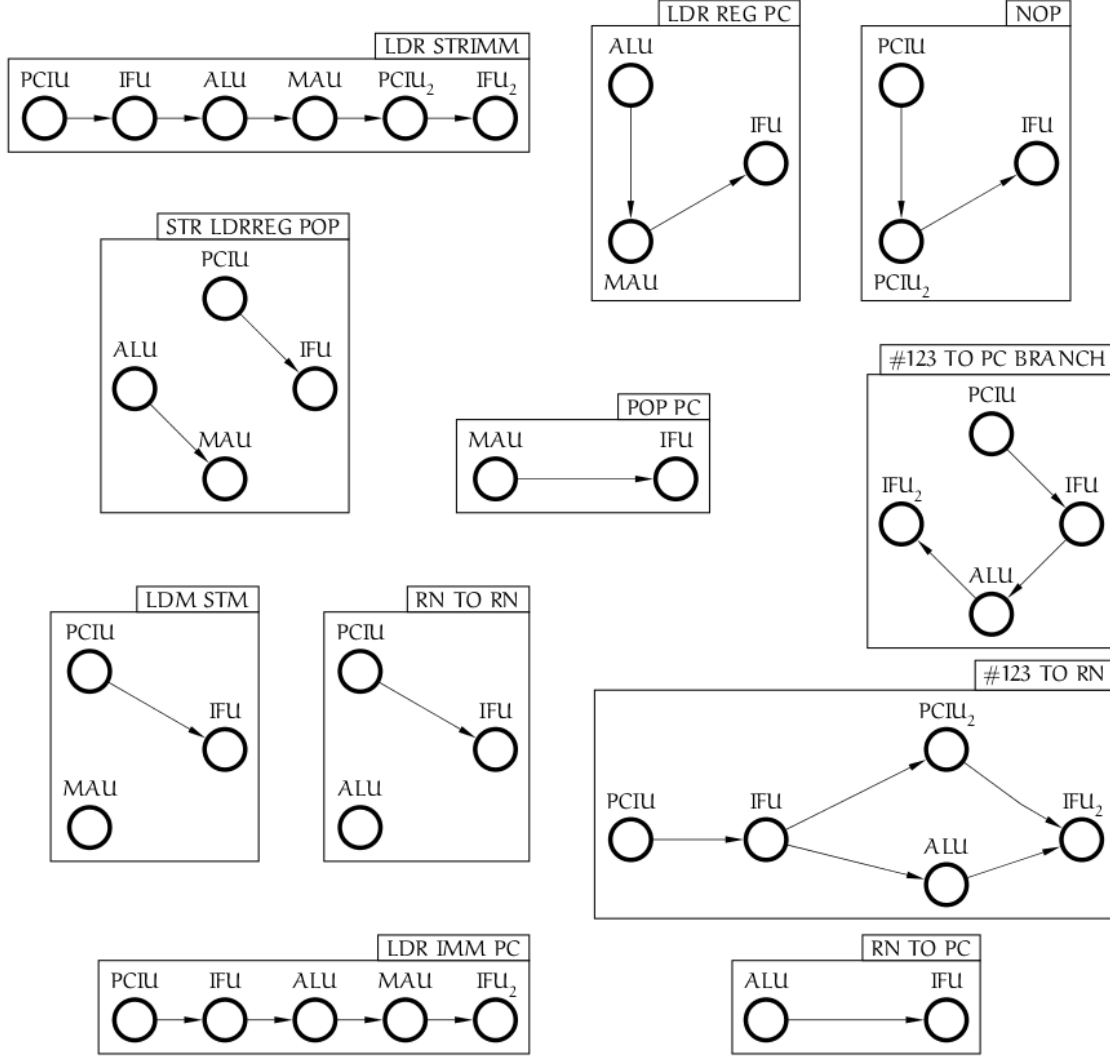 LDR STRIMM
PCIU IFU ALU MAU PCIU₂ IFU₂
LDR REG PC
ALU
IFU
MAU
NOP
PCIU
IFU
PCIU₂
STR LDRREG POP
PCIU
ALU
IFU
MAU
POP PC
MAU IFU
#123 TO PC BRANCH
PCIU
IFU₂ IFU
ALU
LDM STM
PCIU
IFU
MAU
RN TO RN
PCIU
IFU
ALU
#123 TO RN
PCIU₂
PCIU IFU IFU₂
ALU
LDR IMM PC
PCIU IFU ALU MAU IFU₂
RN TO PC
ALU IFU